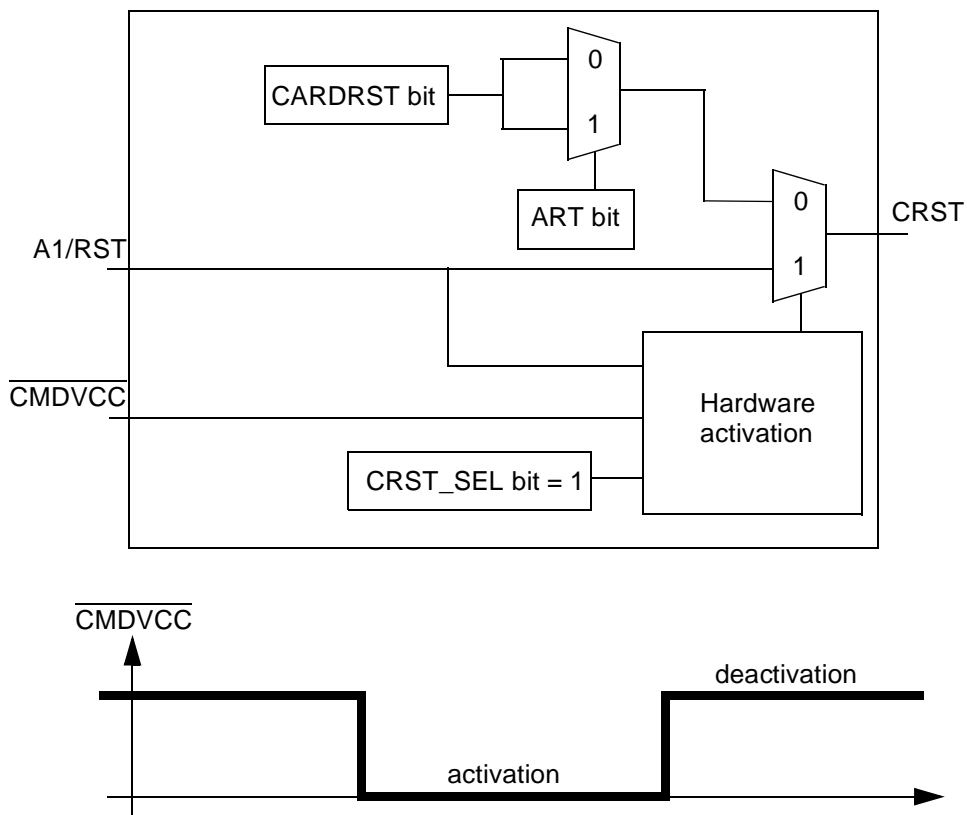 CARDRST bit
0
1
ART bit
0
1
CRST
A1/RST
CMDVCC
Hardware
activation
CRST_SEL bit = 1
CMDVCC
deactivation
activation